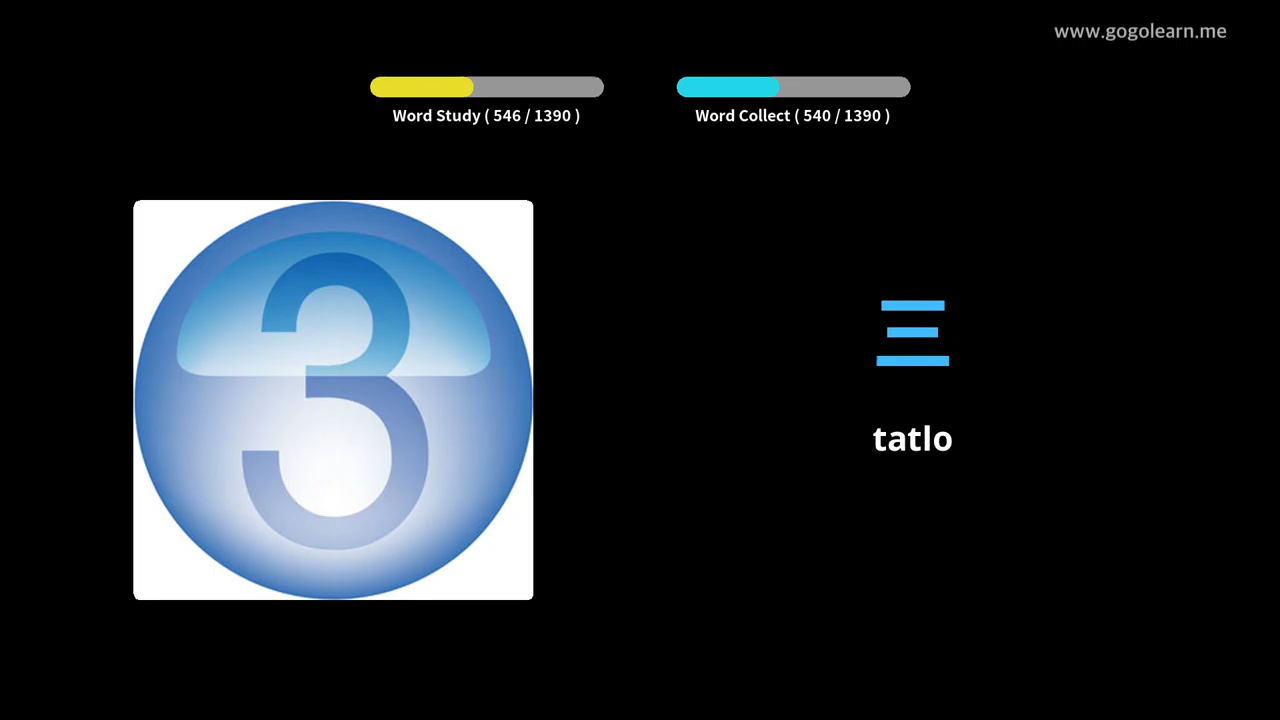 www.gogolearn.me
Word Study ( 546 / 1390 )
Word Collect ( 540 / 1390 )
3
三
tatlo